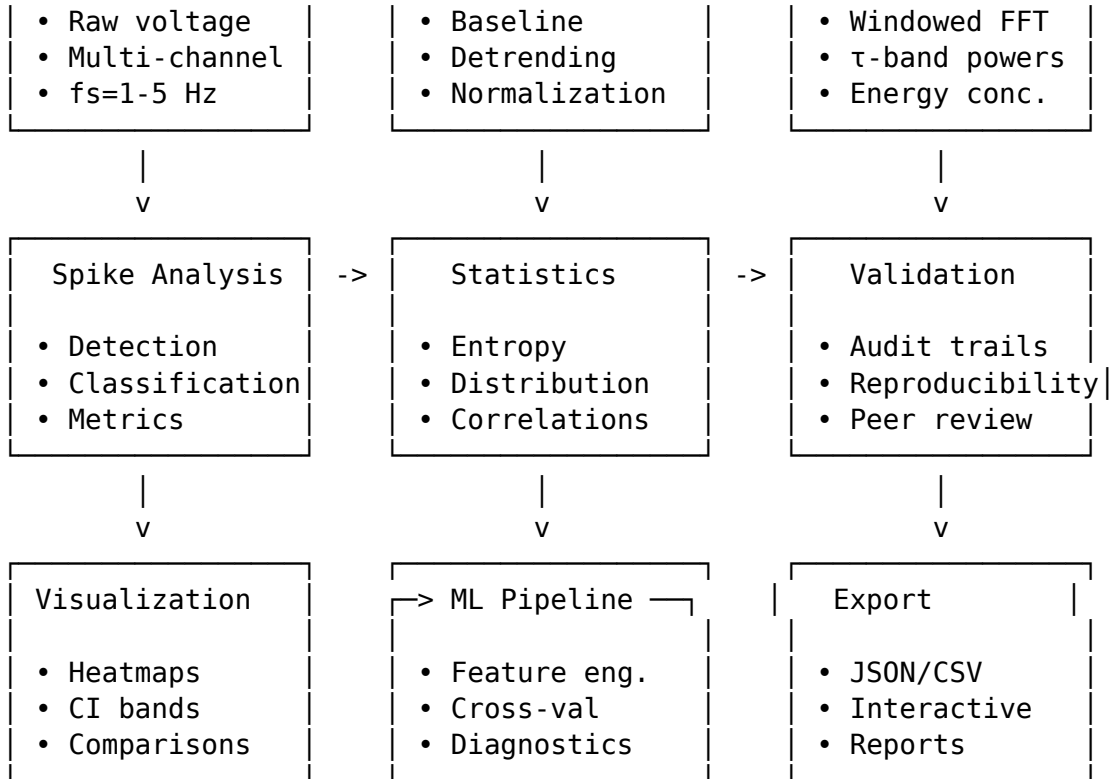 • Raw voltage • Baseline • Windowed FFT
• Multi-channel • Detrending • τ-band powers
• fs=1-5 Hz • Normalization • Energy conc.
| | |
v v v
Spike Analysis -> Statistics -> Validation
• Detection • Entropy • Audit trails
• Classification • Distribution • Reproducibility
• Metrics • Correlations • Peer review
| | |
v v v
Visualization ─> ML Pipeline ── Export
• Heatmaps • Feature eng. • JSON/CSV
• CI bands • Cross-val • Interactive
• Comparisons • Diagnostics • Reports